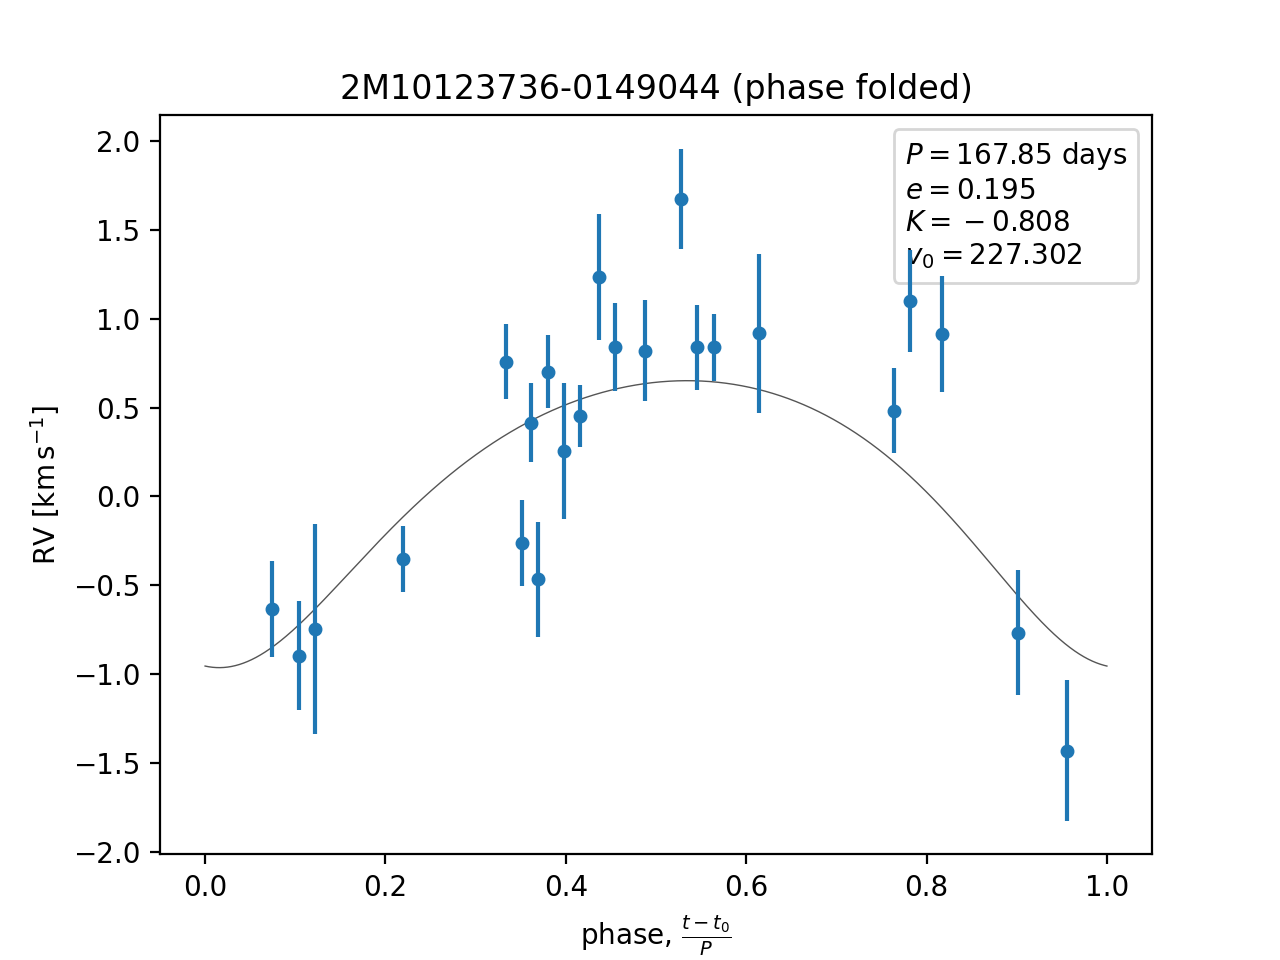 2M10123736-0149044 (phase folded)
P = 167.85 days
e = 0.195
K = −0.808
v₀ = 227.302
RV [km s⁻¹]
2.0
1.5
1.0
0.5
0.0
−0.5
−1.0
−1.5
−2.0
0.0 0.2 0.4 0.6 0.8 1.0
phase, (t − t₀)/P